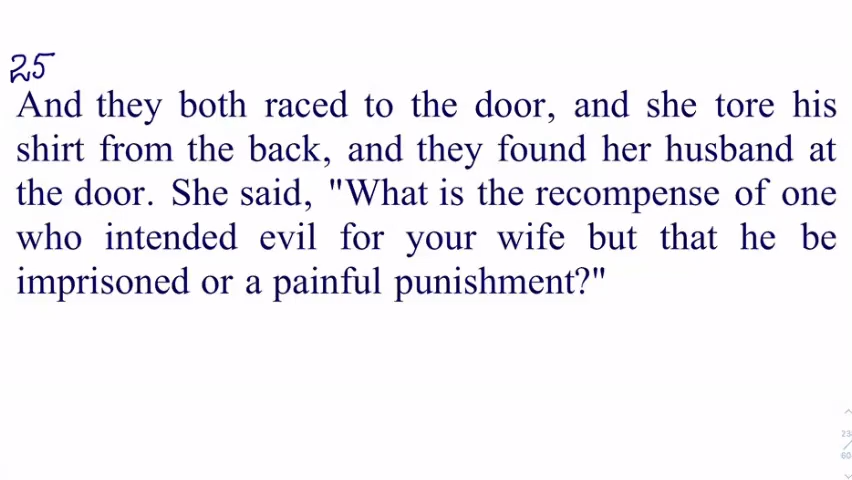 25
And they both raced to the door, and she tore his
shirt from the back, and they found her husband at
the door. She said, "What is the recompense of one
who intended evil for your wife but that he be
imprisoned or a painful punishment?"